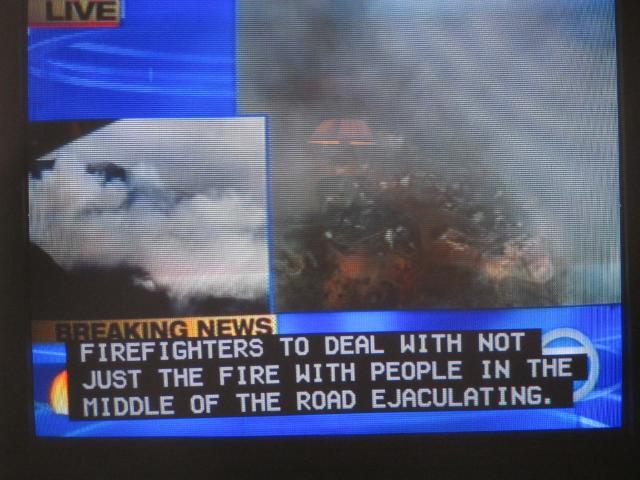 LIVE
BREAKING NEWS
FIREFIGHTERS TO DEAL WITH NOT
JUST THE FIRE WITH PEOPLE IN THE
MIDDLE OF THE ROAD EJACULATING.